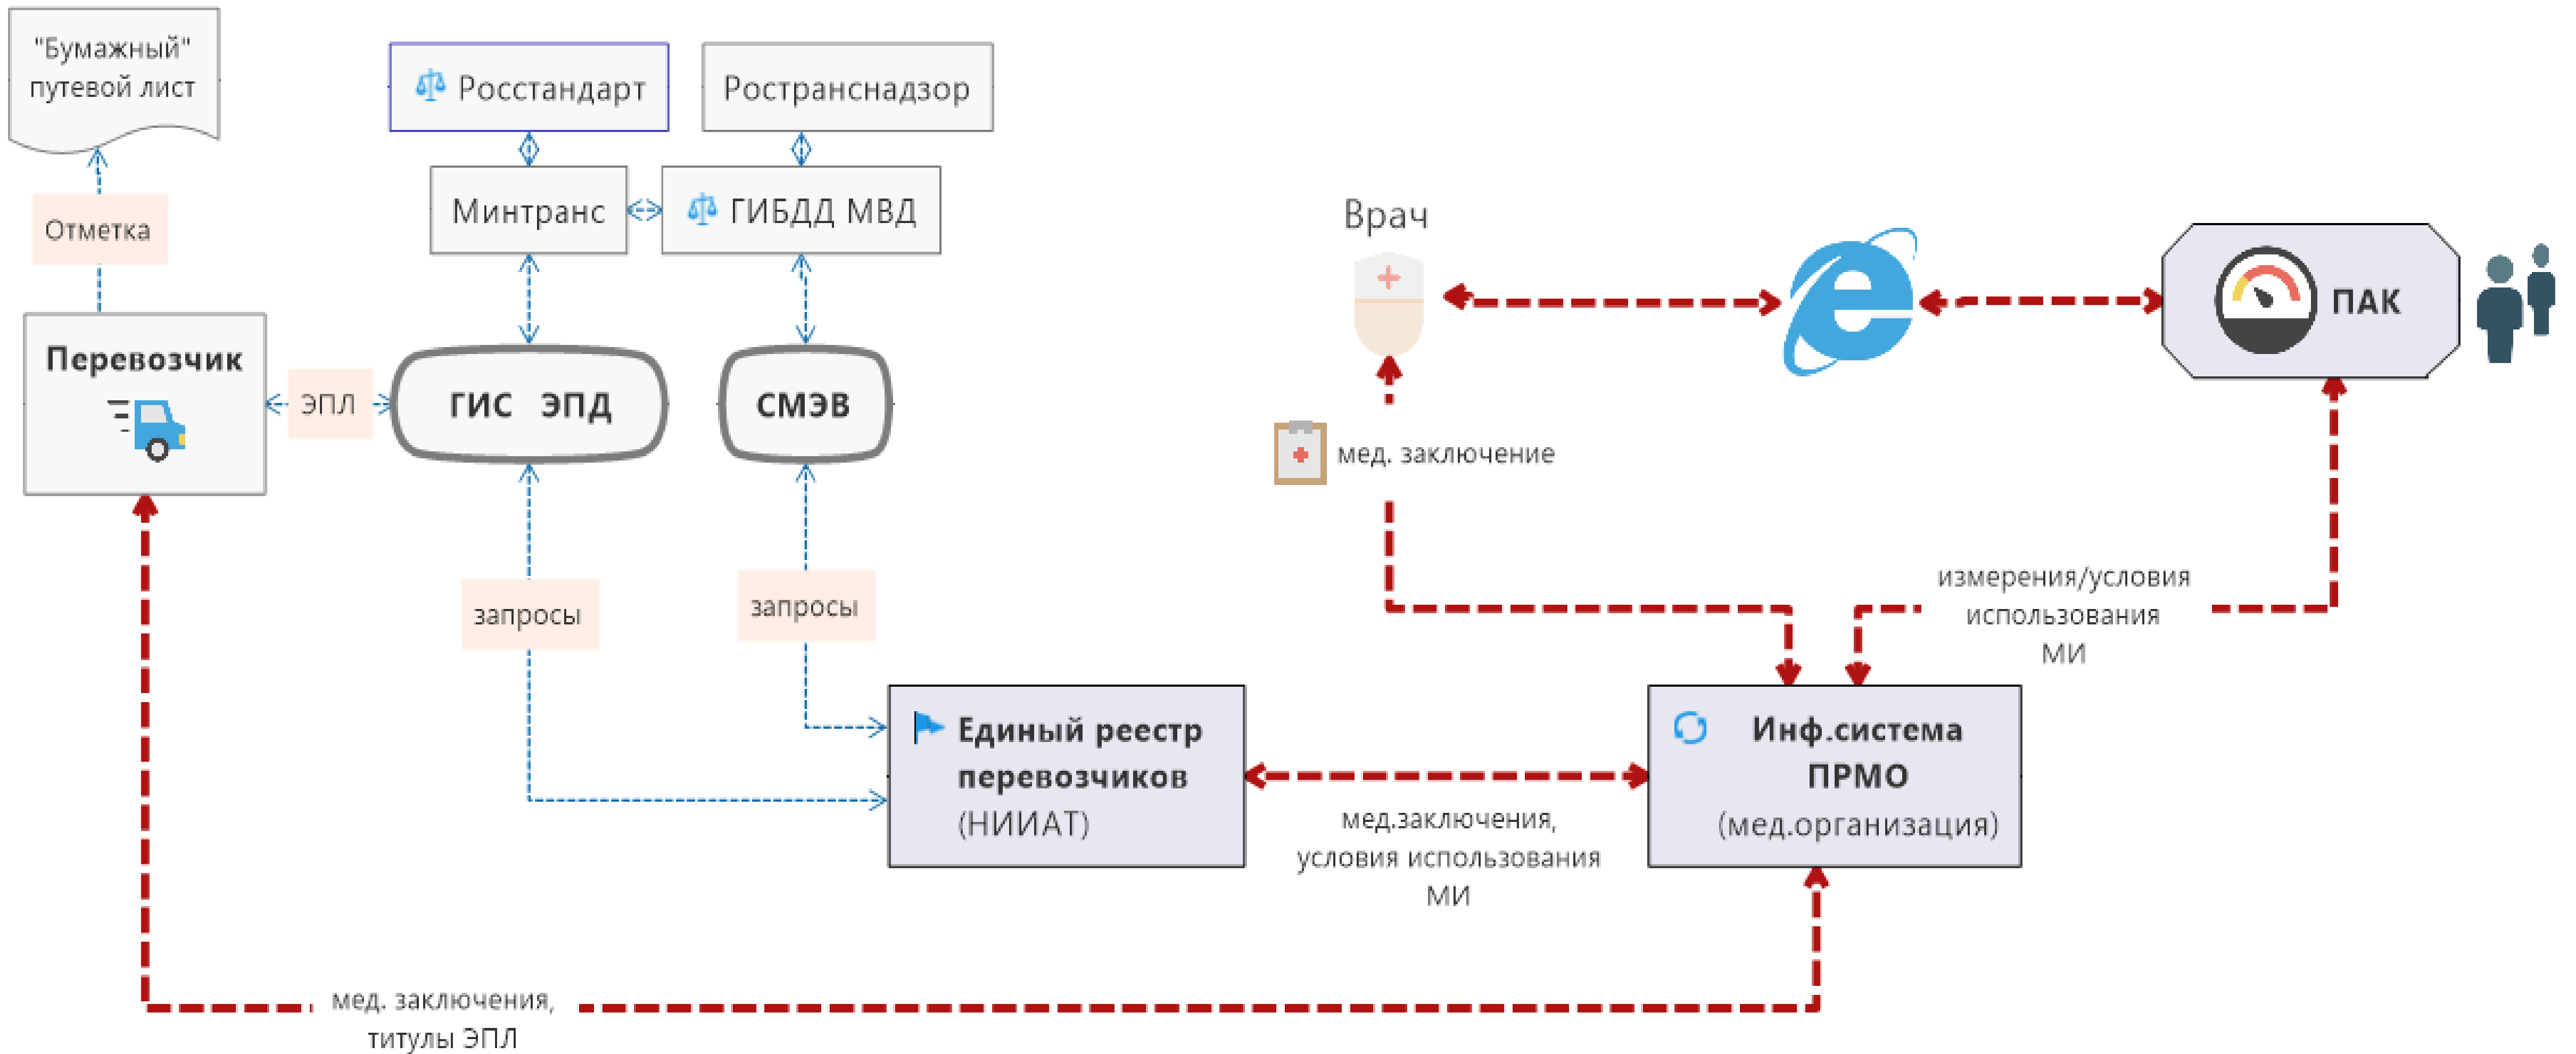 "Бумажный"
путевой лист
Росстандарт
Ространснадзор
Отметка
Минтранс
ГИБДД МВД
Врач
ПАК
Перевозчик
ЭПЛ
ГИС ЭПД
СМЭВ
мед. заключение
запросы
запросы
измерения/условия
использования
МИ
Единый реестр
перевозчиков
(НИИАТ)
мед.заключения,
условия использования
МИ
Инф.система
ПРМО
(мед.организация)
мед. заключения,
титулы ЭПЛ